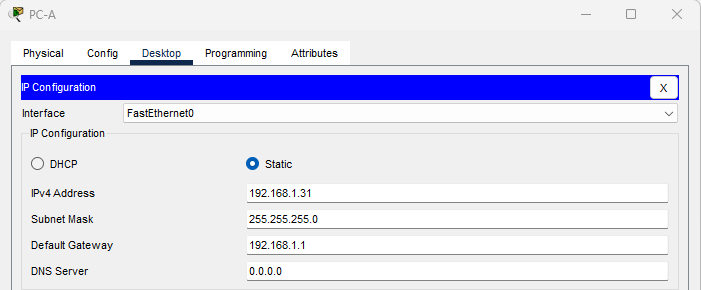 PC-A
Physical Config Desktop Programming Attributes
IP Configuration X
Interface FastEthernet0
IP Configuration
DHCP Static
IPv4 Address 192.168.1.31
Subnet Mask 255.255.255.0
Default Gateway 192.168.1.1
DNS Server 0.0.0.0